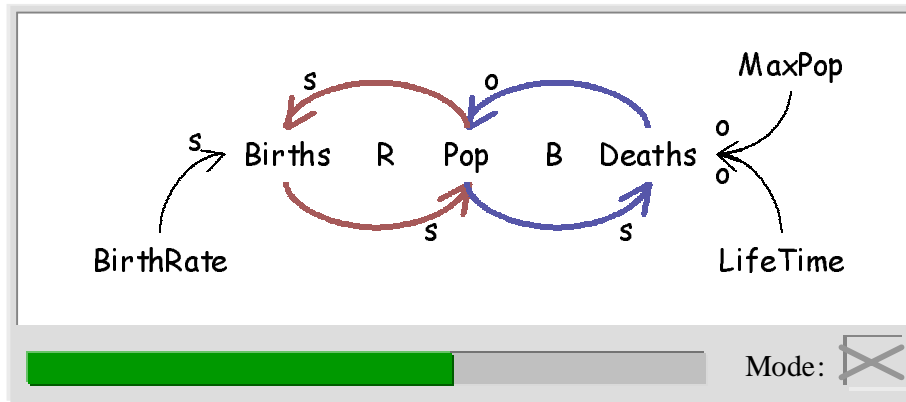 MaxPop
s
o
s
Births
R
Pop
B
Deaths
o
o
s
s
BirthRate
LifeTime
Mode: